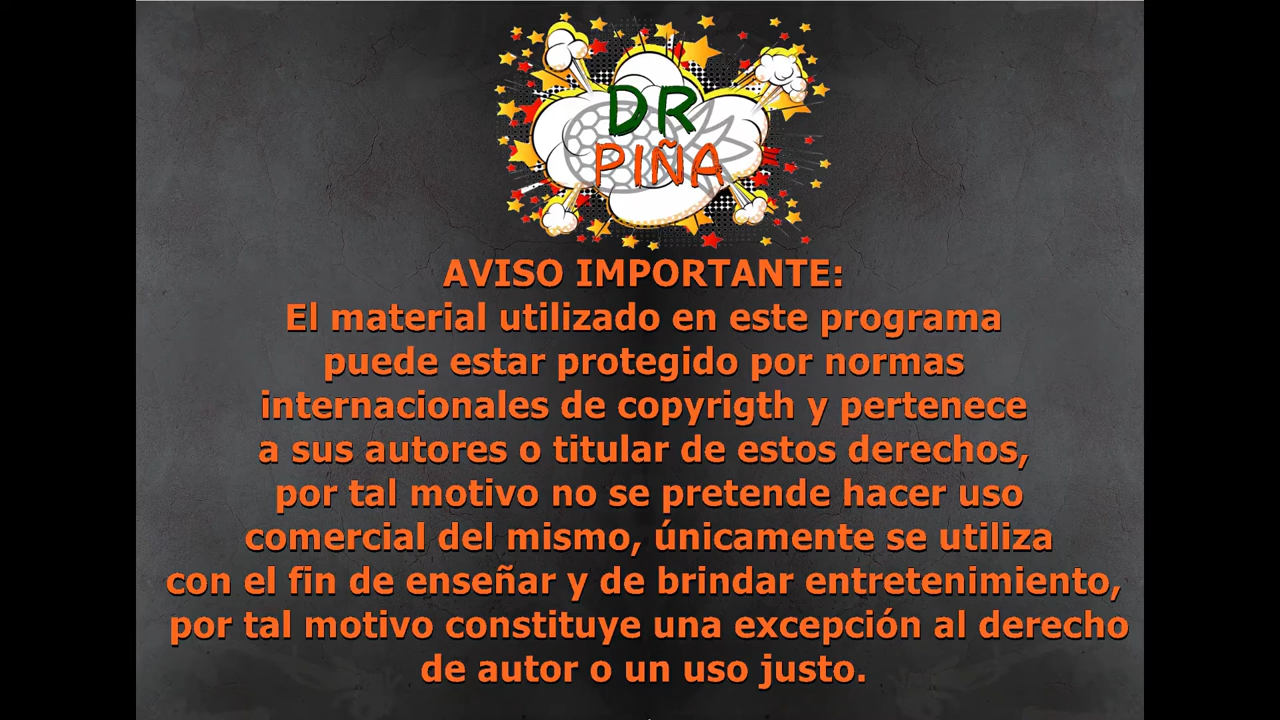 DR
PIÑA
AVISO IMPORTANTE:
El material utilizado en este programa
puede estar protegido por normas
internacionales de copyrigth y pertenece
a sus autores o titular de estos derechos,
por tal motivo no se pretende hacer uso
comercial del mismo, únicamente se utiliza
con el fin de enseñar y de brindar entretenimiento,
por tal motivo constituye una excepción al derecho
de autor o un uso justo.